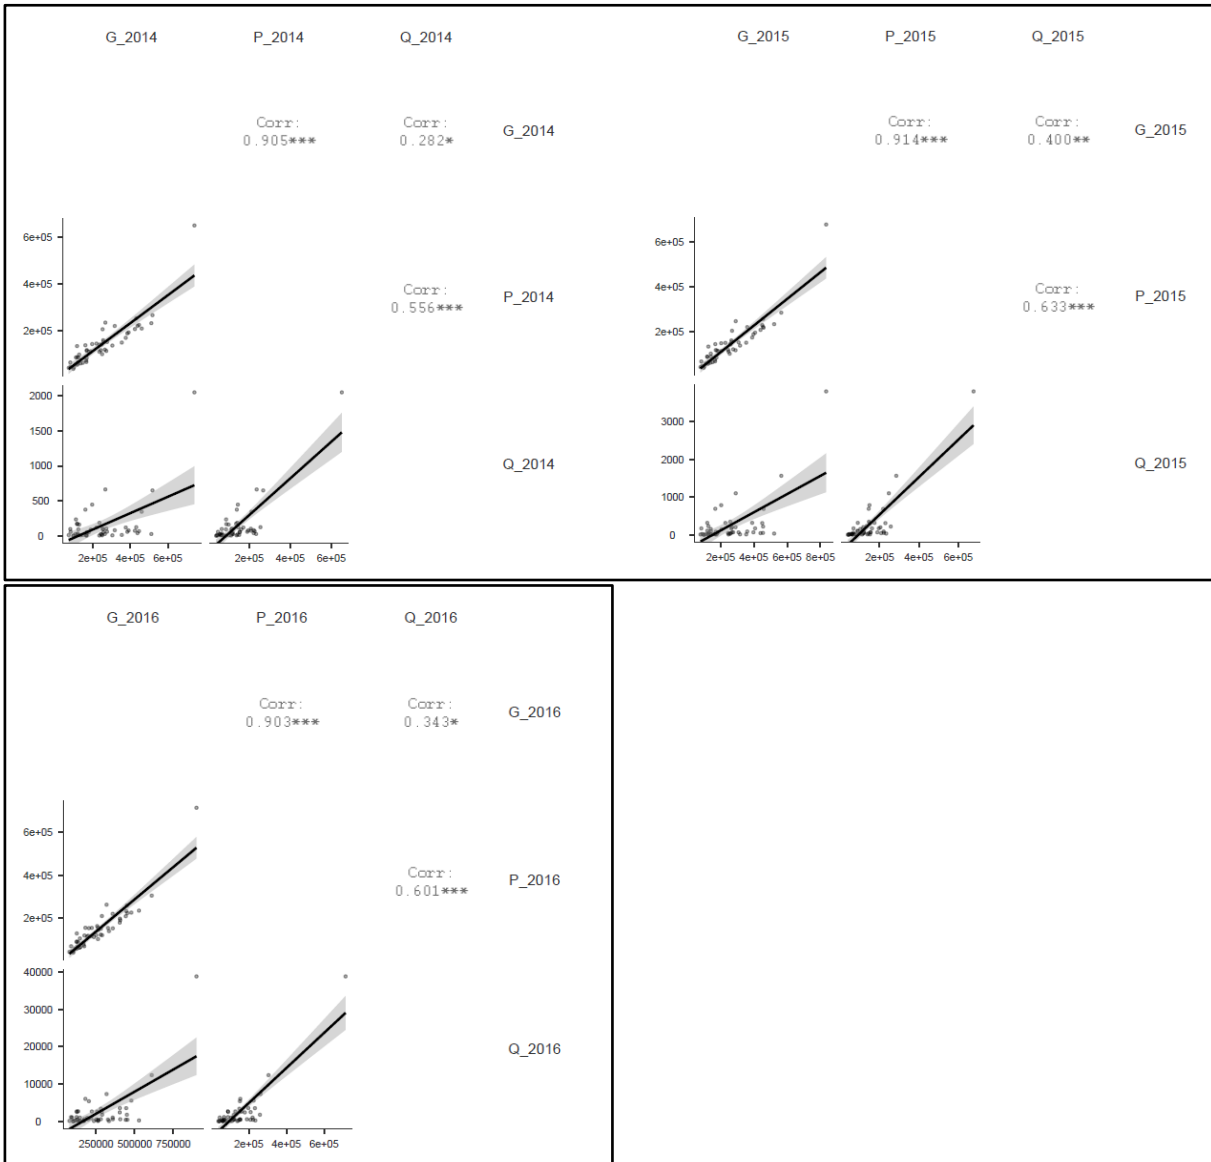 G_2014 P_2014 Q_2014
Corr:
0.905***
Corr:
0.282*
G_2014
6e+05
4e+05
2e+05
Corr:
0.556***
P_2014
2000
1500
1000
500
0
Q_2014
2e+05 4e+05 6e+05
2e+05 4e+05 6e+05
G_2015 P_2015 Q_2015
Corr:
0.914***
Corr:
0.400**
G_2015
6e+05
4e+05
2e+05
Corr:
0.633***
P_2015
3000
2000
1000
0
Q_2015
2e+05 4e+05 6e+05 8e+05
2e+05 4e+05 6e+05
G_2016 P_2016 Q_2016
Corr:
0.903***
Corr:
0.343*
G_2016
6e+05
4e+05
2e+05
Corr:
0.601***
P_2016
40000
30000
20000
10000
0
Q_2016
250000 500000 750000
2e+05 4e+05 6e+05